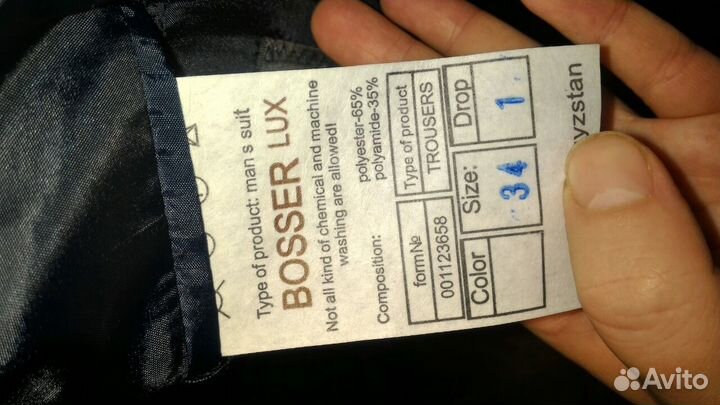 Type of product: man s suit
BOSSER LUX
Not all kind of chemical and machine
washing are allowed!
Composition:
polyester-65%
polyamide-35%
form№
Type of product
001123658
TROUSERS
Color
Size:
Drop
34
1
yzstan
Avito